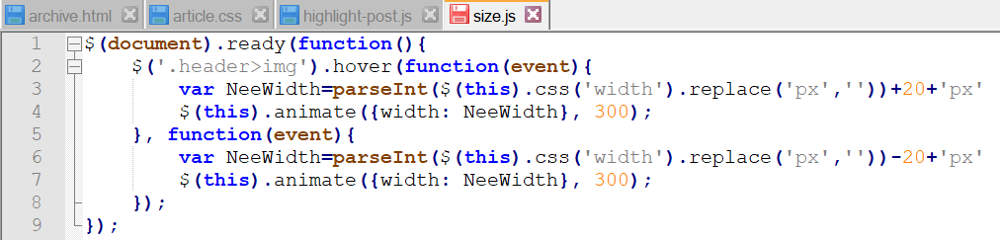 archive.html article.css highlight-post.js size.js
1 $(document).ready(function(){
2 $('.header>img').hover(function(event){
3 var NeeWidth=parseInt($(this).css('width').replace('px',''))+20+'px'
4 $(this).animate({width: NeeWidth}, 300);
5 }, function(event){
6 var NeeWidth=parseInt($(this).css('width').replace('px',''))-20+'px'
7 $(this).animate({width: NeeWidth}, 300);
8 });
9 });